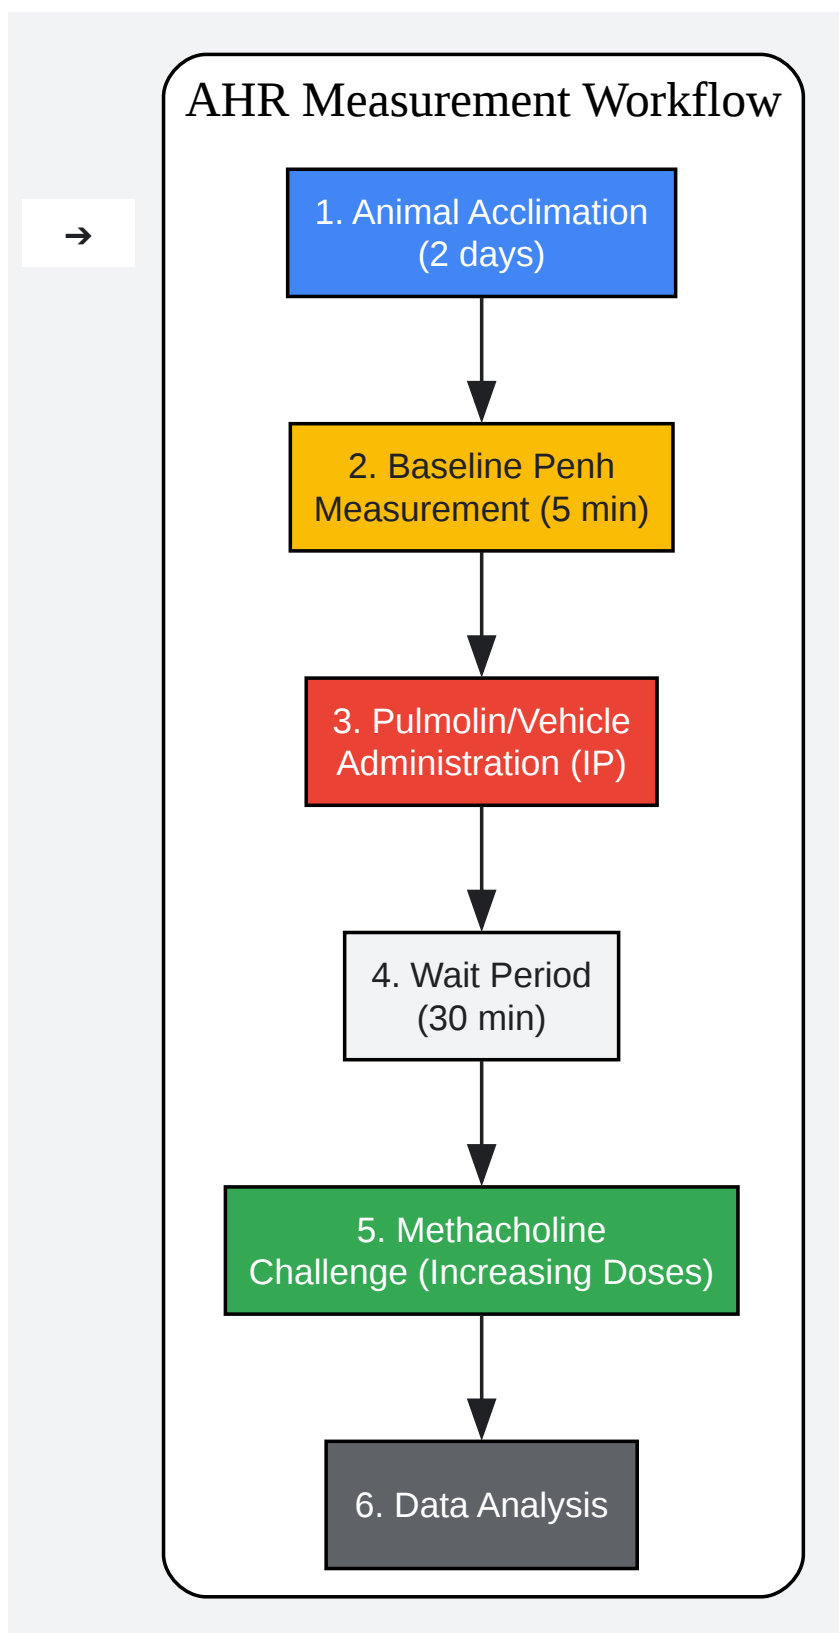 AHR Measurement Workflow
➔
1. Animal Acclimation
(2 days)
2. Baseline Penh
Measurement (5 min)
3. Pulmolin/Vehicle
Administration (IP)
4. Wait Period
(30 min)
5. Methacholine
Challenge (Increasing Doses)
6. Data Analysis